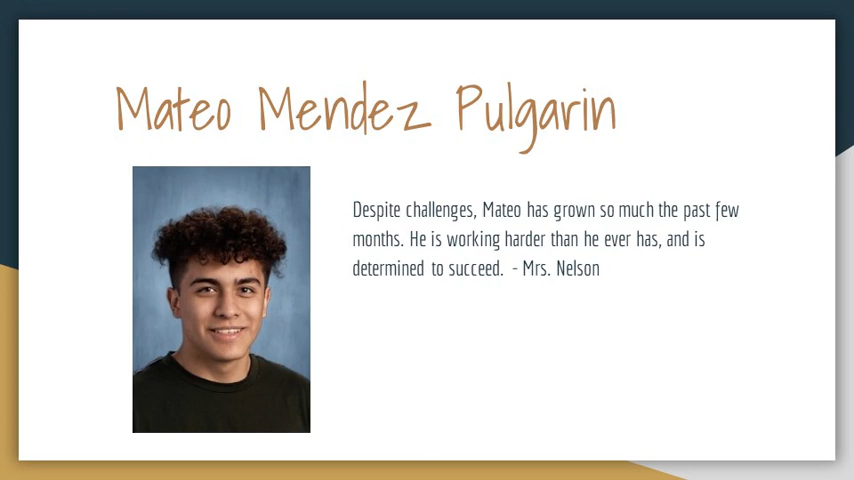 Mateo Mendez Pulgarin
Despite challenges, Mateo has grown so much the past few
months. He is working harder than he ever has, and is
determined to succeed. - Mrs. Nelson